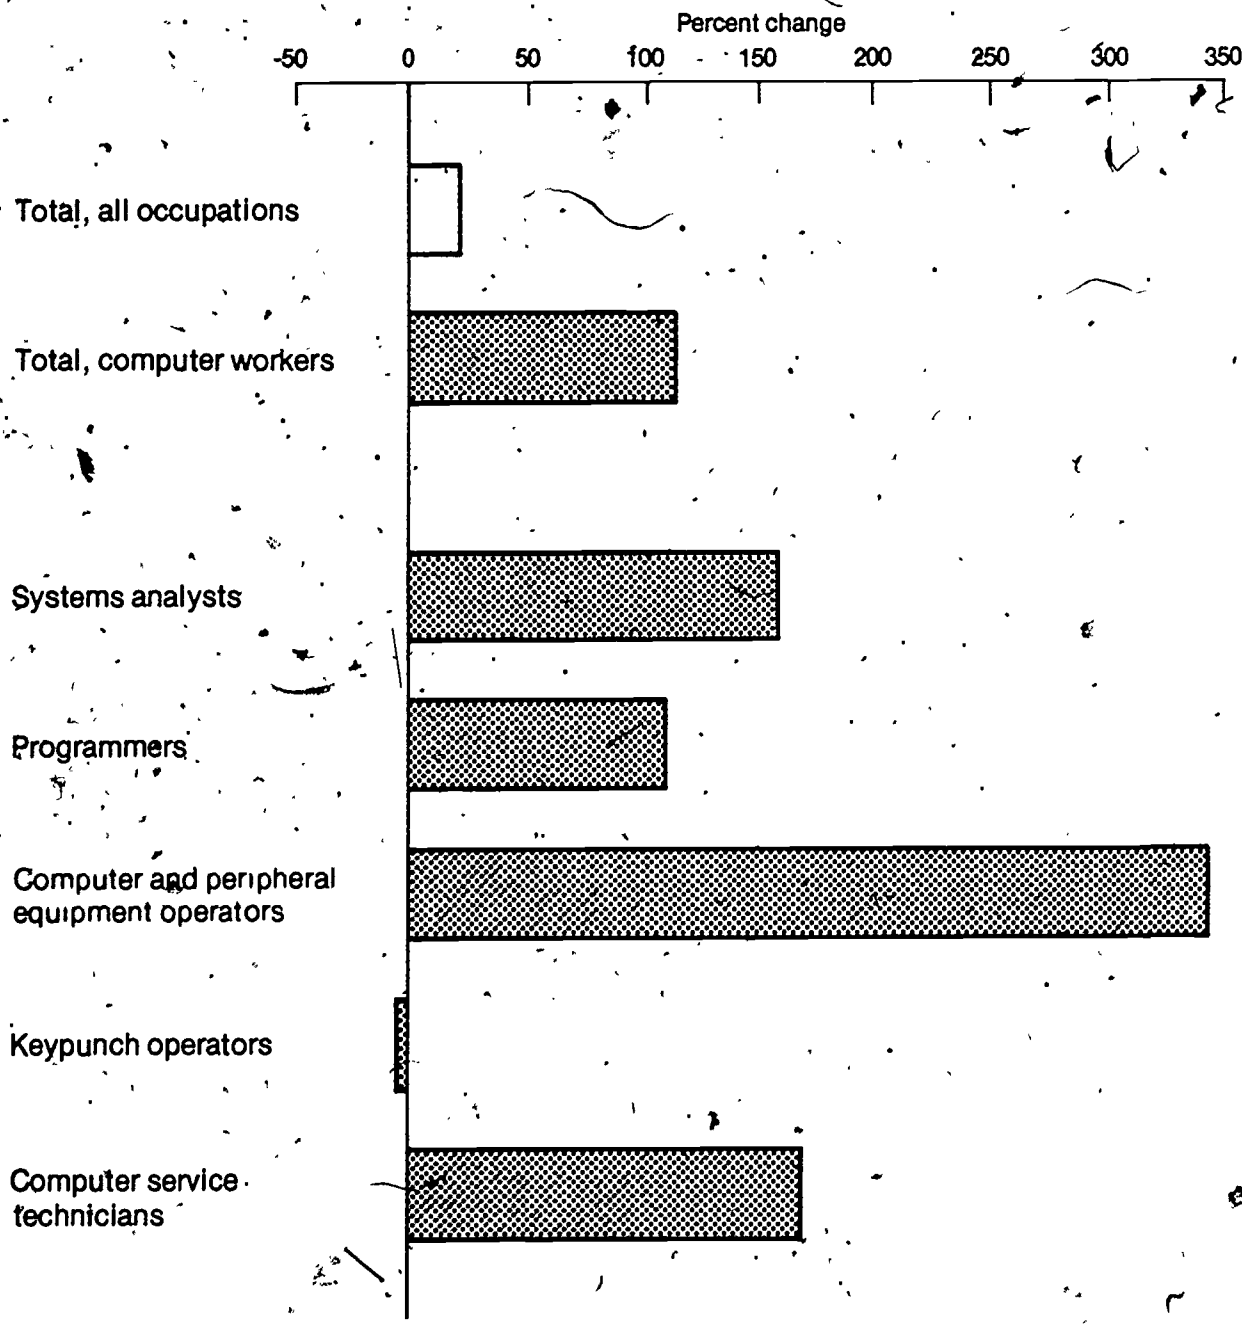 Percent change
-50 0 50 100 150 200 250 300 350
Total, all occupations
Total, computer workers
Systems analysts
Programmers
Computer and peripheral
equipment operators
Keypunch operators
Computer service
technicians